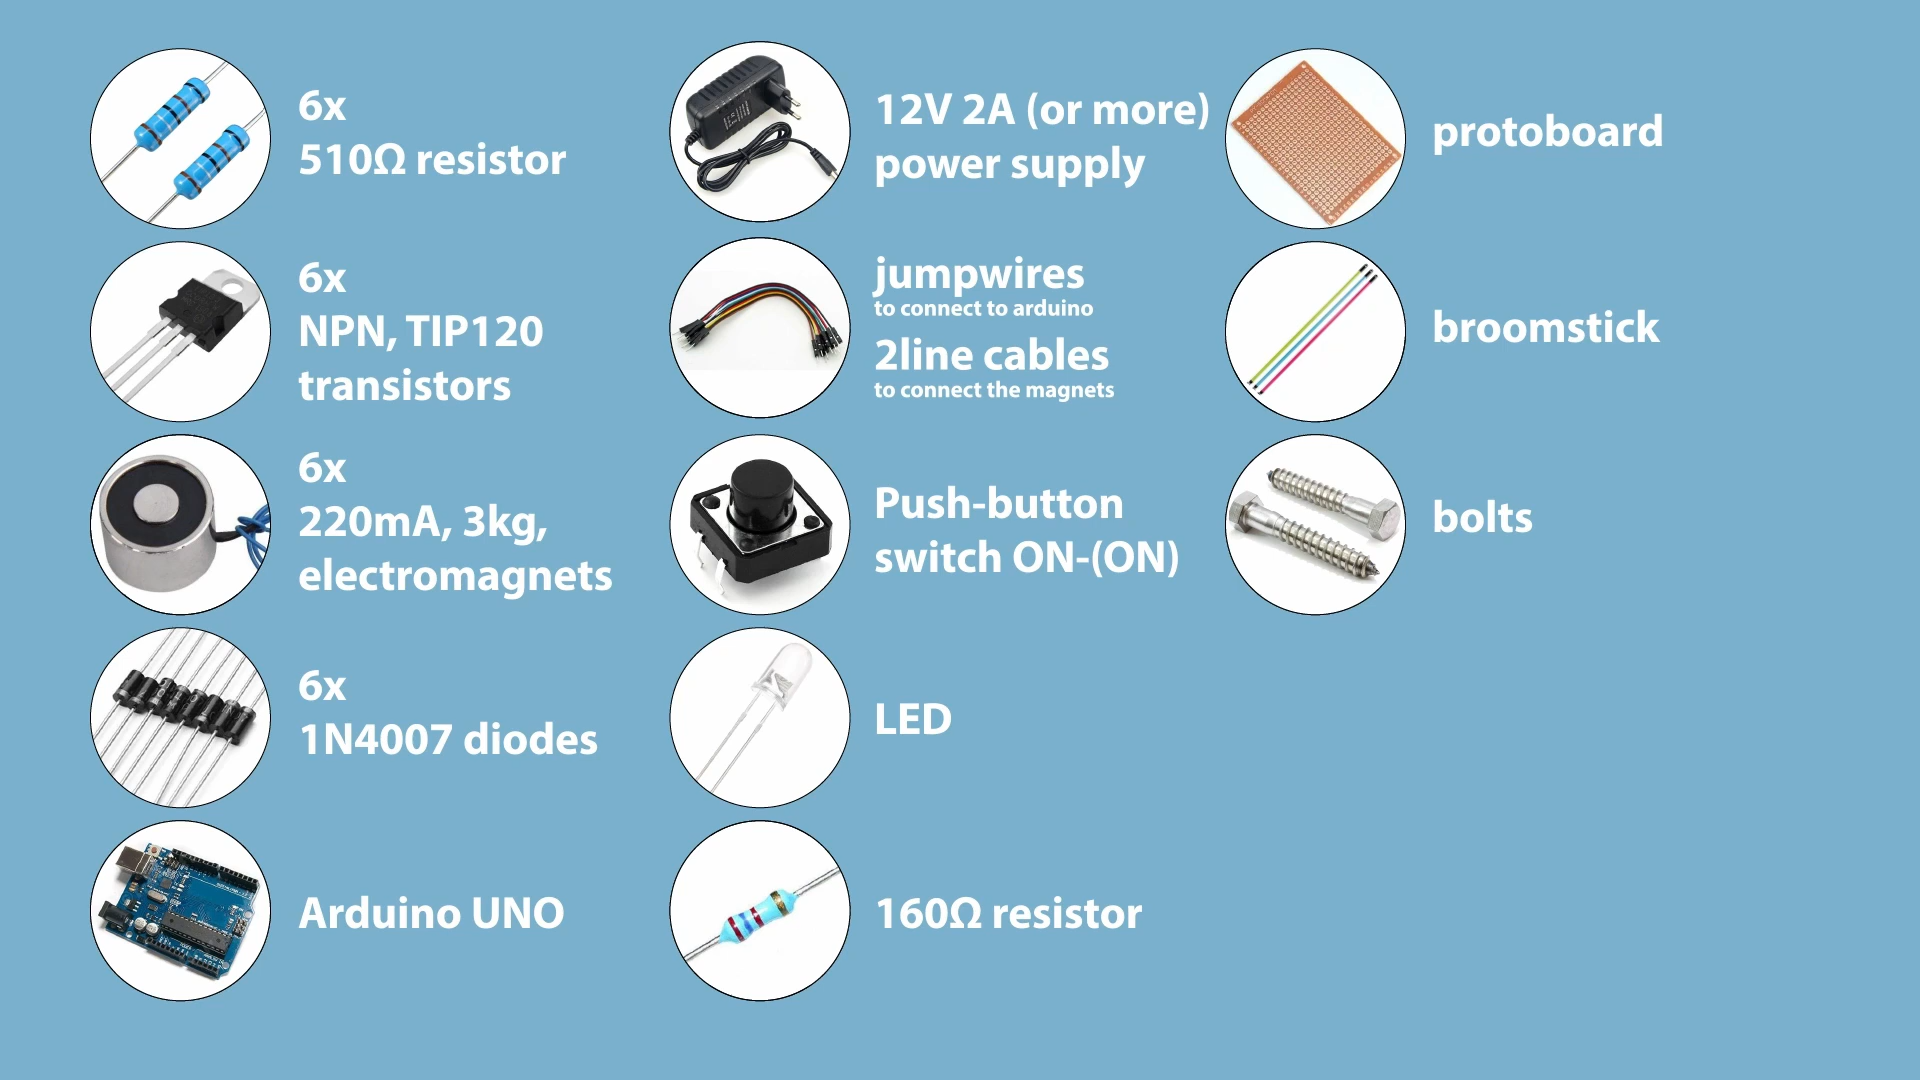 6x
510Ω resistor
6x
NPN, TIP120
transistors
6x
220mA, 3kg,
electromagnets
6x
1N4007 diodes
Arduino UNO
12V 2A (or more)
power supply
jumpwires
to connect to arduino
2line cables
to connect the magnets
Push-button
switch ON-(ON)
LED
160Ω resistor
protoboard
broomstick
bolts